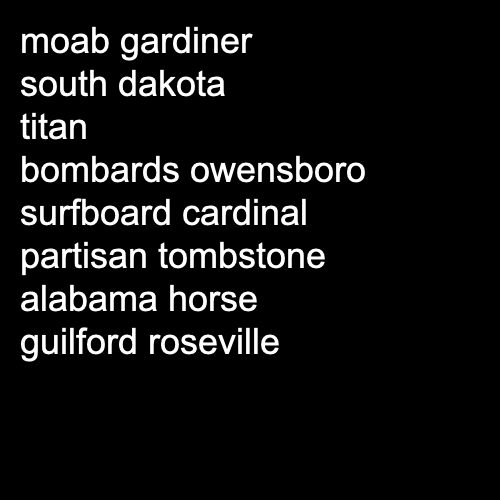 moab gardiner
south dakota
titan
bombards owensboro
surfboard cardinal
partisan tombstone
alabama horse
guilford roseville